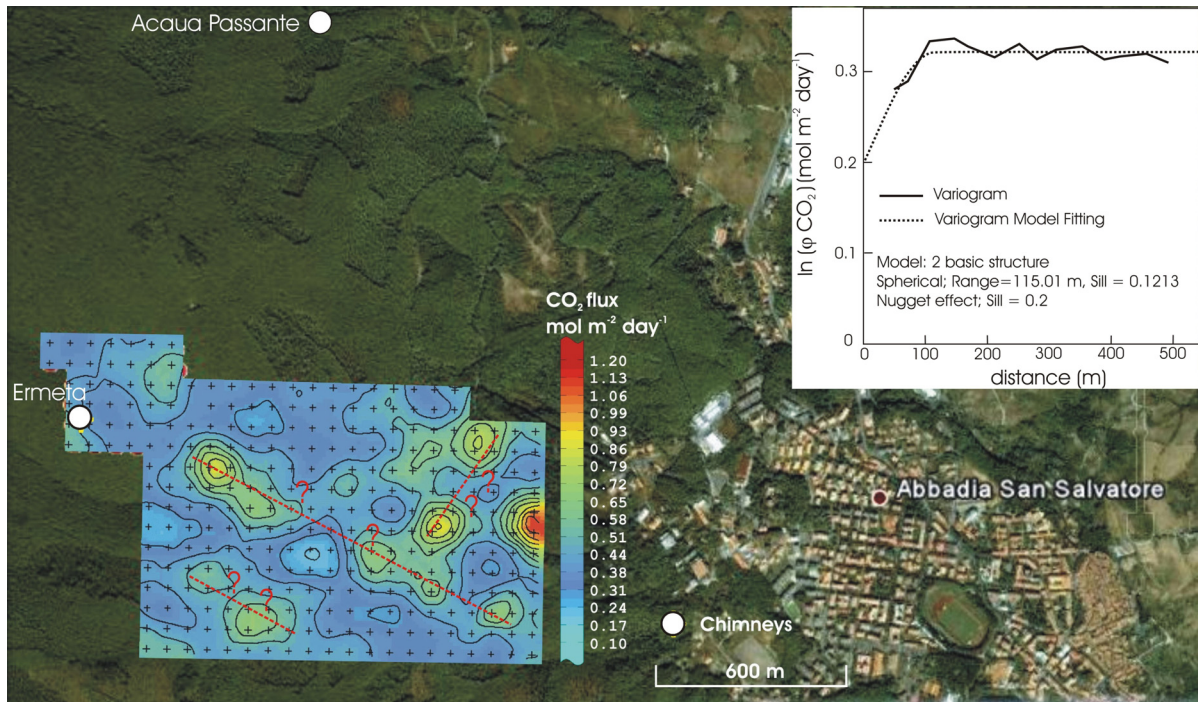 Acaua Passante
Ermeta
?
?
?
?
?
?
CO₂ flux
mol m⁻² day⁻¹
1.20
1.13
1.06
0.99
0.93
0.86
0.79
0.72
0.65
0.58
0.51
0.44
0.38
0.31
0.24
0.17
0.10
ln (φ CO₂) (mol m⁻² day⁻¹)
0.3
0.2
0.1
0
Variogram
Variogram Model Fitting
Model: 2 basic structure
Spherical; Range=115.01 m, Sill = 0.1213
Nugget effect; Sill = 0.2
0 100 200 300 400 500
distance (m)
Abbadia San Salvatore
Chimneys
600 m